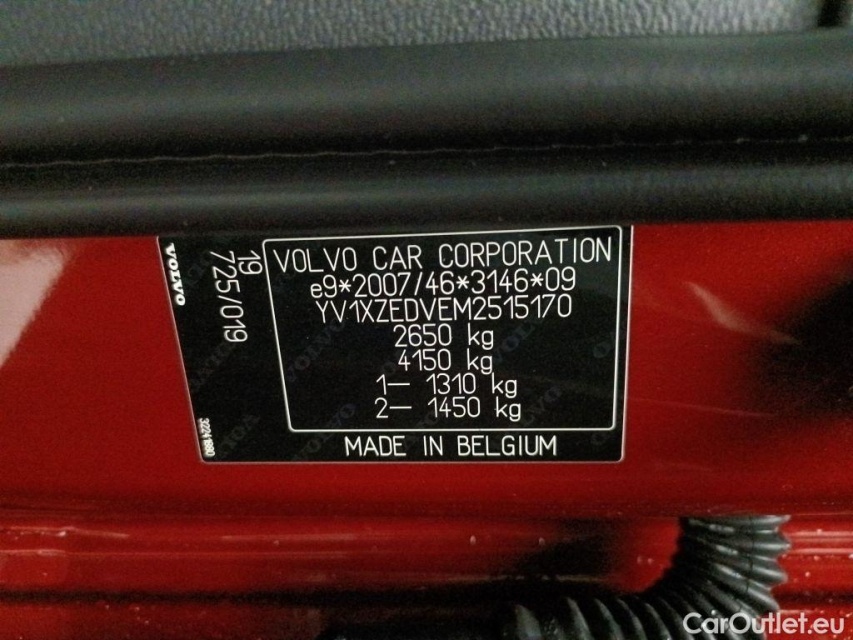 VOLVO
19
725/019
3221980
VOLVO CAR CORPORATION
e9*2007/46*3146*09
YV1XZEDVEM2515170
2650 kg
4150 kg
1— 1310 kg
2— 1450 kg
MADE IN BELGIUM
CarOutlet.eu